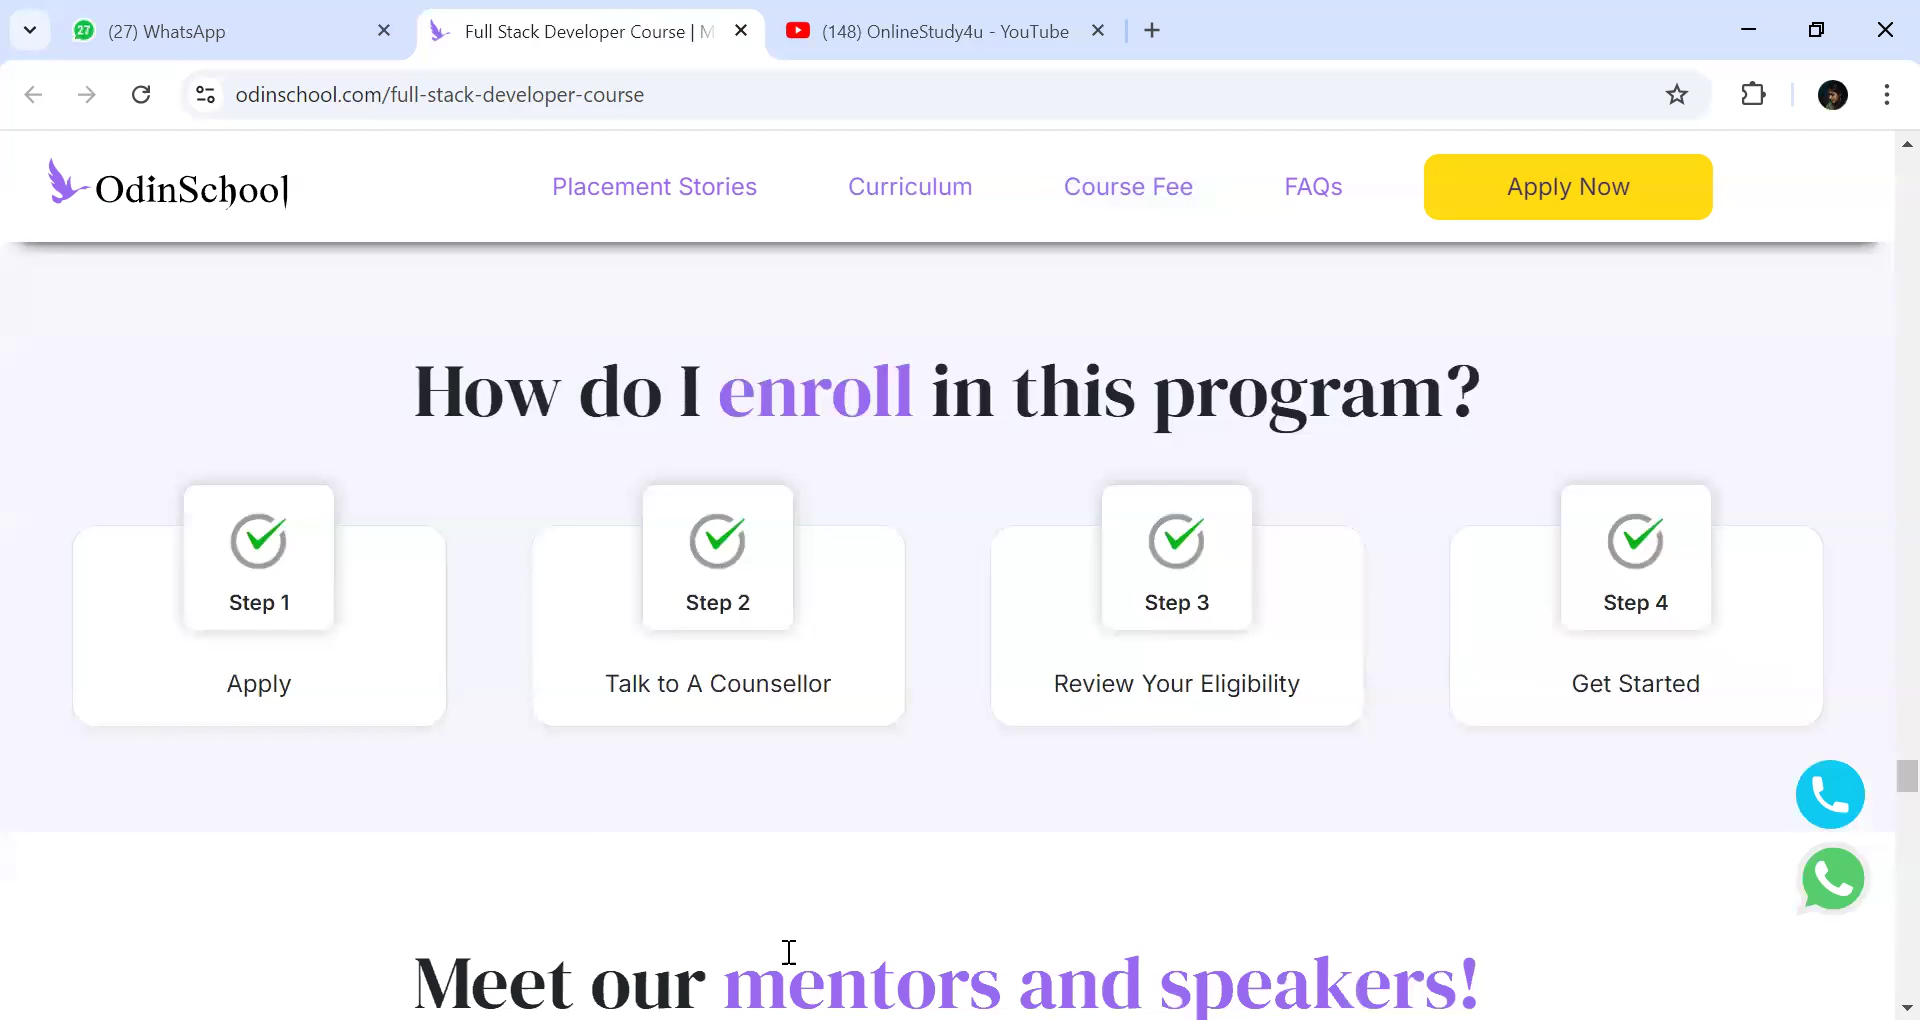 27
(27) WhatsApp
Full Stack Developer Course | M
(148) OnlineStudy4u - YouTube
odinschool.com/full-stack-developer-course
OdinSchool
Placement Stories
Curriculum
Course Fee
FAQs
Apply Now
How do I enroll in this program?
Step 1
Apply
Step 2
Talk to A Counsellor
Step 3
Review Your Eligibility
Step 4
Get Started
Meet our mentors and speakers!